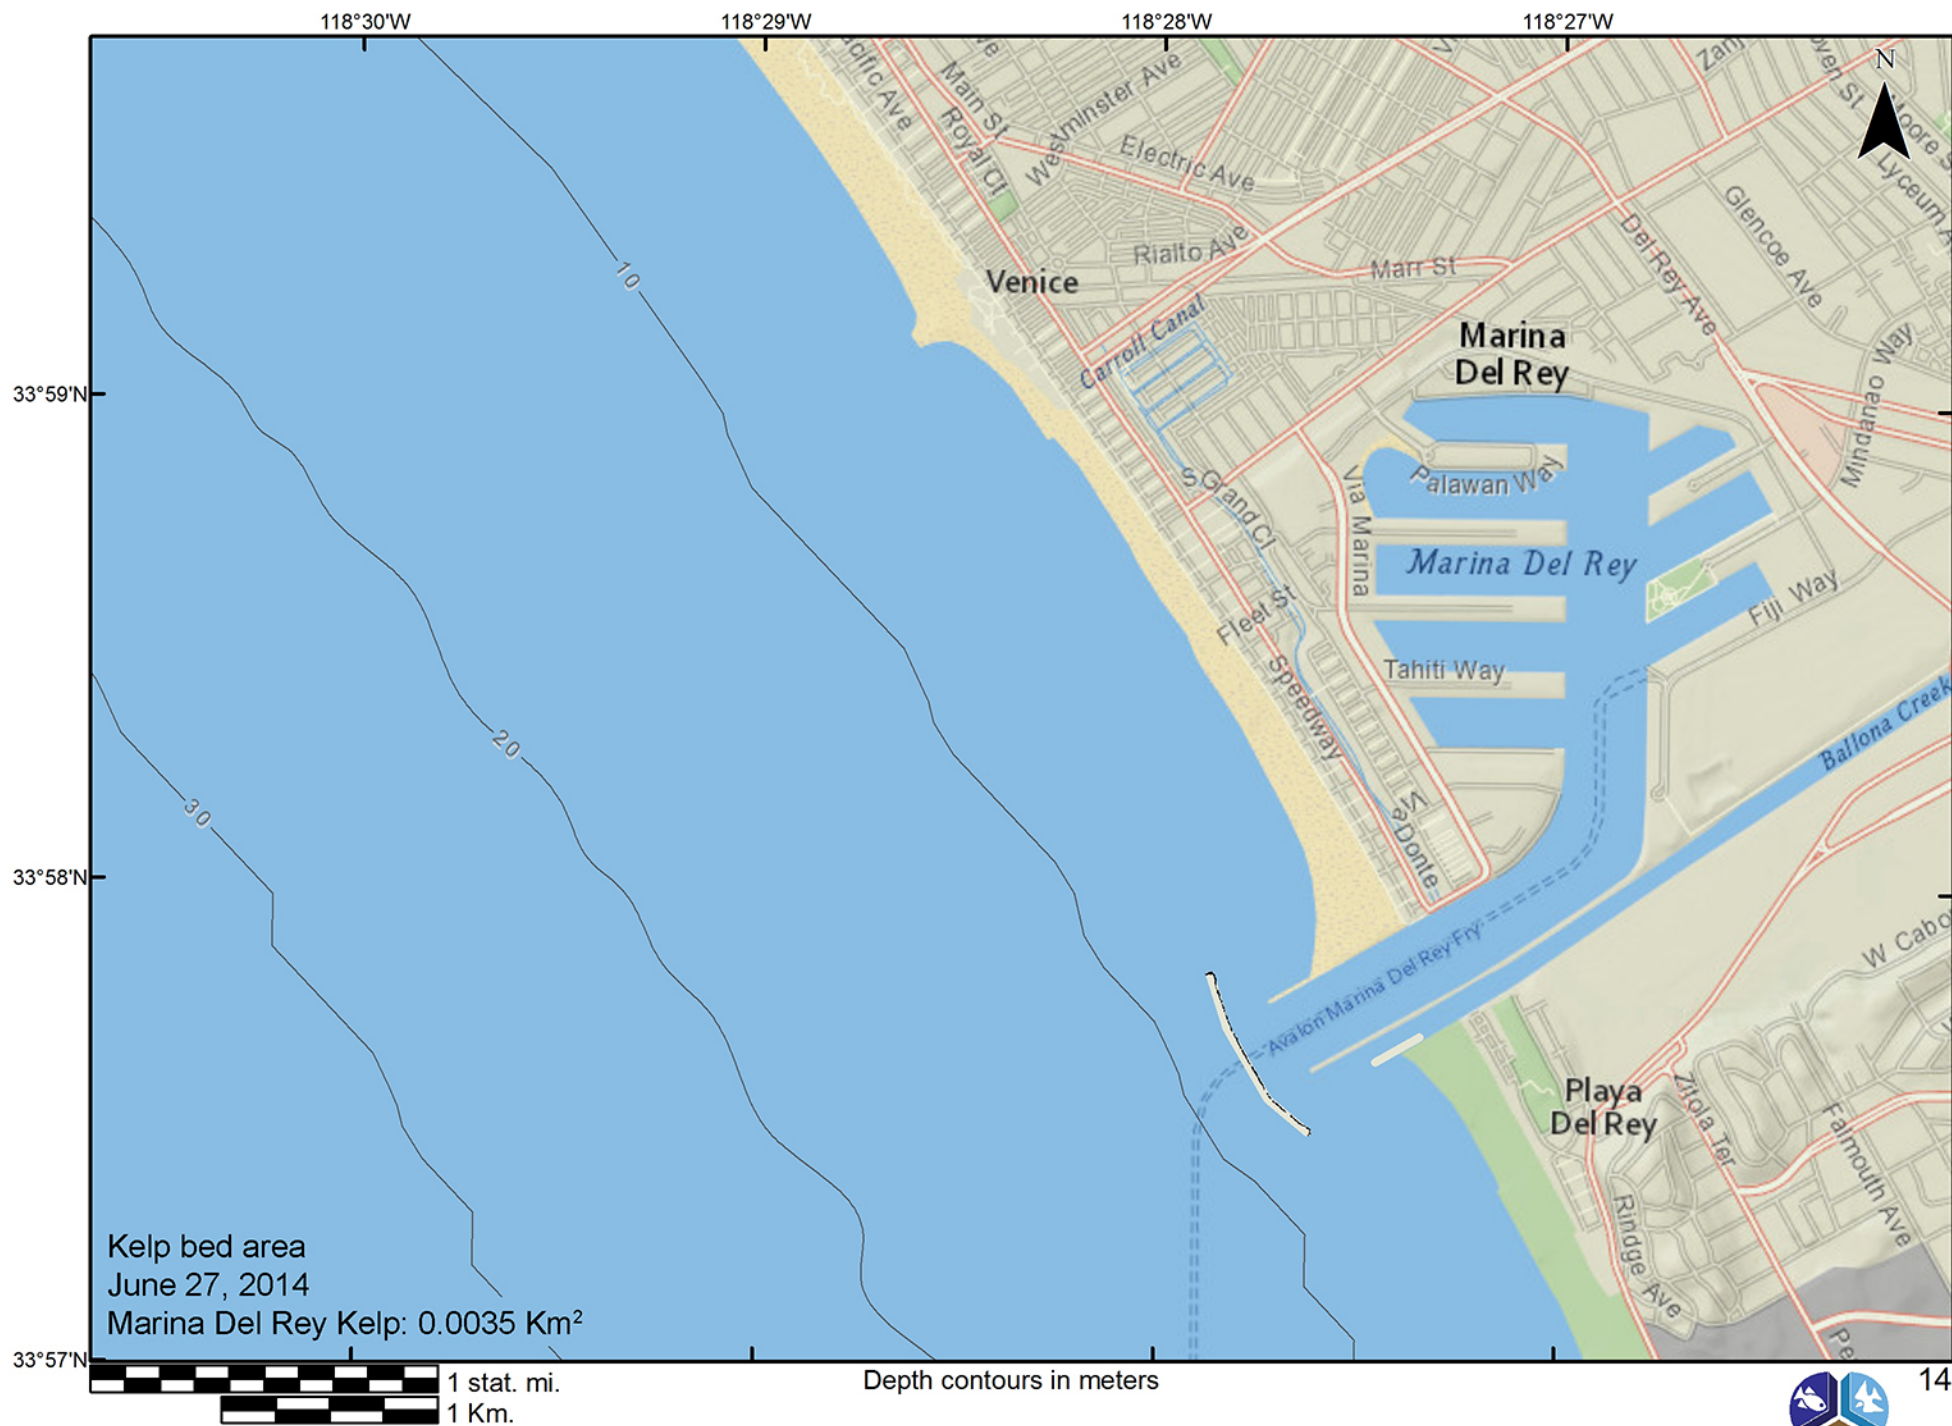 118°30'W
118°29'W
118°28'W
118°27'W
N
Main St
Royal Ct
Westminster Ave
Electric Ave
Rialto Ave
Marr St
Del Rey Ave
Glencoe Ave
Mindanao Way
Venice
Carroll Canal
Marina
Del Rey
10
33°59'N
S Grand Cl
Via Marina
Palawan Way
Marina Del Rey
Fiji Way
Fleet St
Speedway
Tahiti Way
Ballona Creek
20
30
Via Donte
33°58'N
Avalon Marina Del Rey Fry
W Cabo
Playa
Del Rey
Zitola Ter
Falmouth Ave
Rindge Ave
Kelp bed area
June 27, 2014
Marina Del Rey Kelp: 0.0035 Km²
33°57'N
1 stat. mi.
1 Km.
Depth contours in meters
14